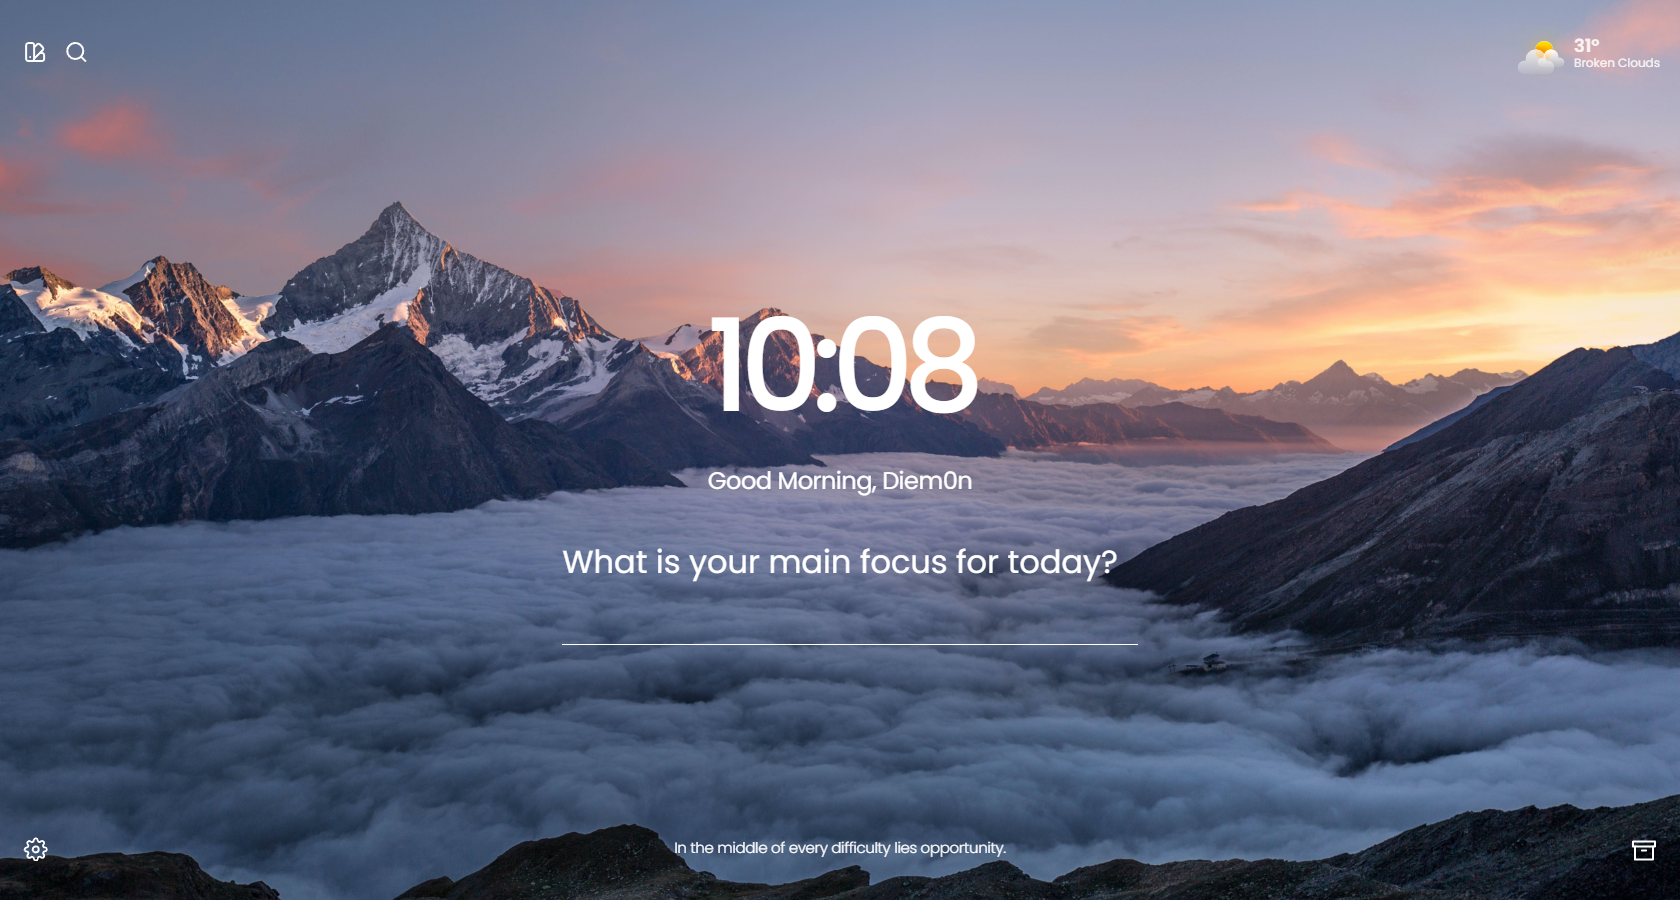 31°
Broken Clouds
10:08
Good Morning, Diem0n
What is your main focus for today?
In the middle of every difficulty lies opportunity.